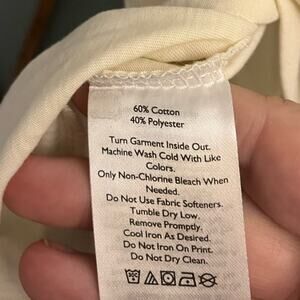 60% Cotton
40% Polyester
Turn Garment Inside Out.
Machine Wash Cold With Like
Colors.
Only Non-Chlorine Bleach When
Needed.
Do Not Use Fabric Softeners.
Tumble Dry Low.
Remove Promptly.
Cool Iron As Desired.
Do Not Iron On Print.
Do Not Dry Clean.